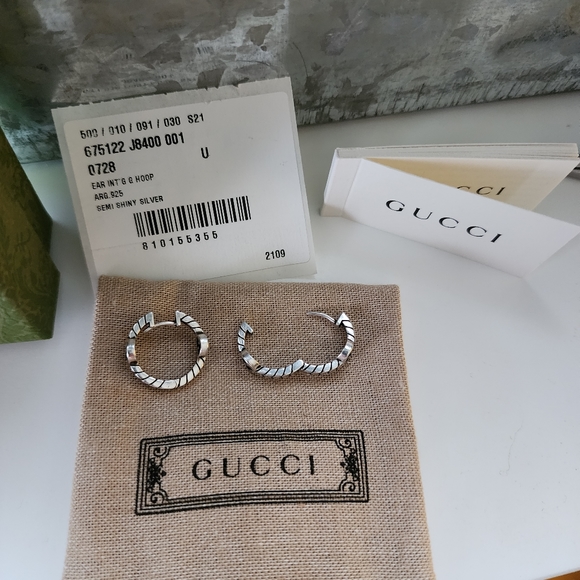 500 / 010 / 091 / 030 S21
675122 J8400 001
0728 U
EAR INT'G G HOOP
ARG.925
SEMI SHINY SILVER
810155355
2109
CCI
GUCCI
GUCCI